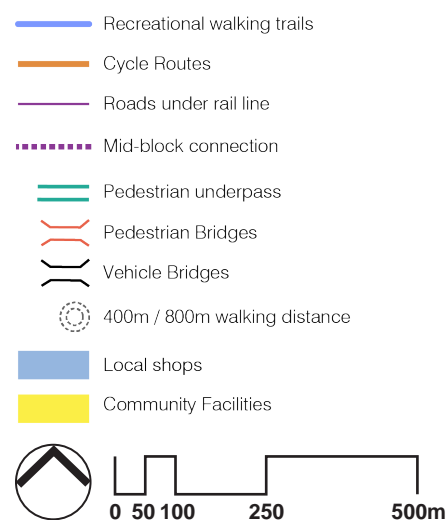 Recreational walking trails
Cycle Routes
Roads under rail line
Mid-block connection
Pedestrian underpass
Pedestrian Bridges
Vehicle Bridges
400m / 800m walking distance
Local shops
Community Facilities
0 50 100 250 500m